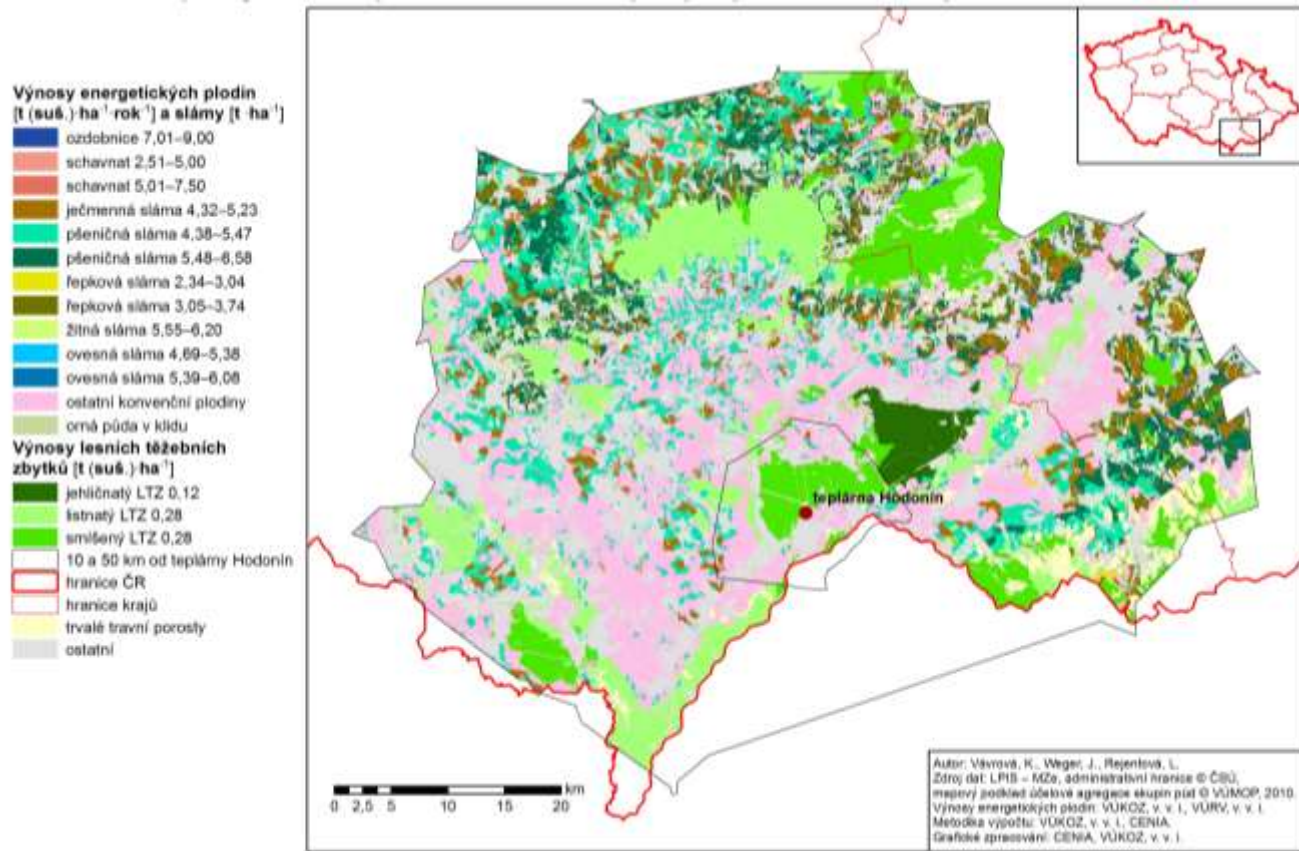 Výnosy energetických plodin
[t (suš.)·ha⁻¹·rok⁻¹] a slámy [t·ha⁻¹]
ozdobnice 7,01–9,00
schavnat 2,51–5,00
schavnat 5,01–7,50
ječmenná sláma 4,32–5,23
pšeničná sláma 4,38–5,47
pšeničná sláma 5,48–6,58
řepková sláma 2,34–3,04
řepková sláma 3,05–3,74
žitná sláma 5,55–6,20
ovesná sláma 4,69–5,38
ovesná sláma 5,39–6,08
ostatní konvenční plodiny
orná půda v klidu
Výnosy lesních těžebních
zbytků [t (suš.)·ha⁻¹]
jehličnatý LTZ 0,12
listnatý LTZ 0,28
smíšený LTZ 0,28
10 a 50 km od teplárny Hodonín
hranice ČR
hranice krajů
trvalé travní porosty
ostatní
teplárna Hodonín
km
0 2,5 5 10 15 20
Autor: Vávrová, K., Weger, J., Rejentová, L.
Zdroj dat: LPIS – MZe, administrativní hranice © ČSÚ,
mapový podklad účelové agregace skupin půd © VÚMOP, 2010.
Výnosy energetických plodin: VÚKOZ, v. v. i., VÚRV, v. v. i.
Metodika výpočtu: VÚKOZ, v. v. i., CENIA.
Grafické zpracování: CENIA, VÚKOZ, v. v. i.